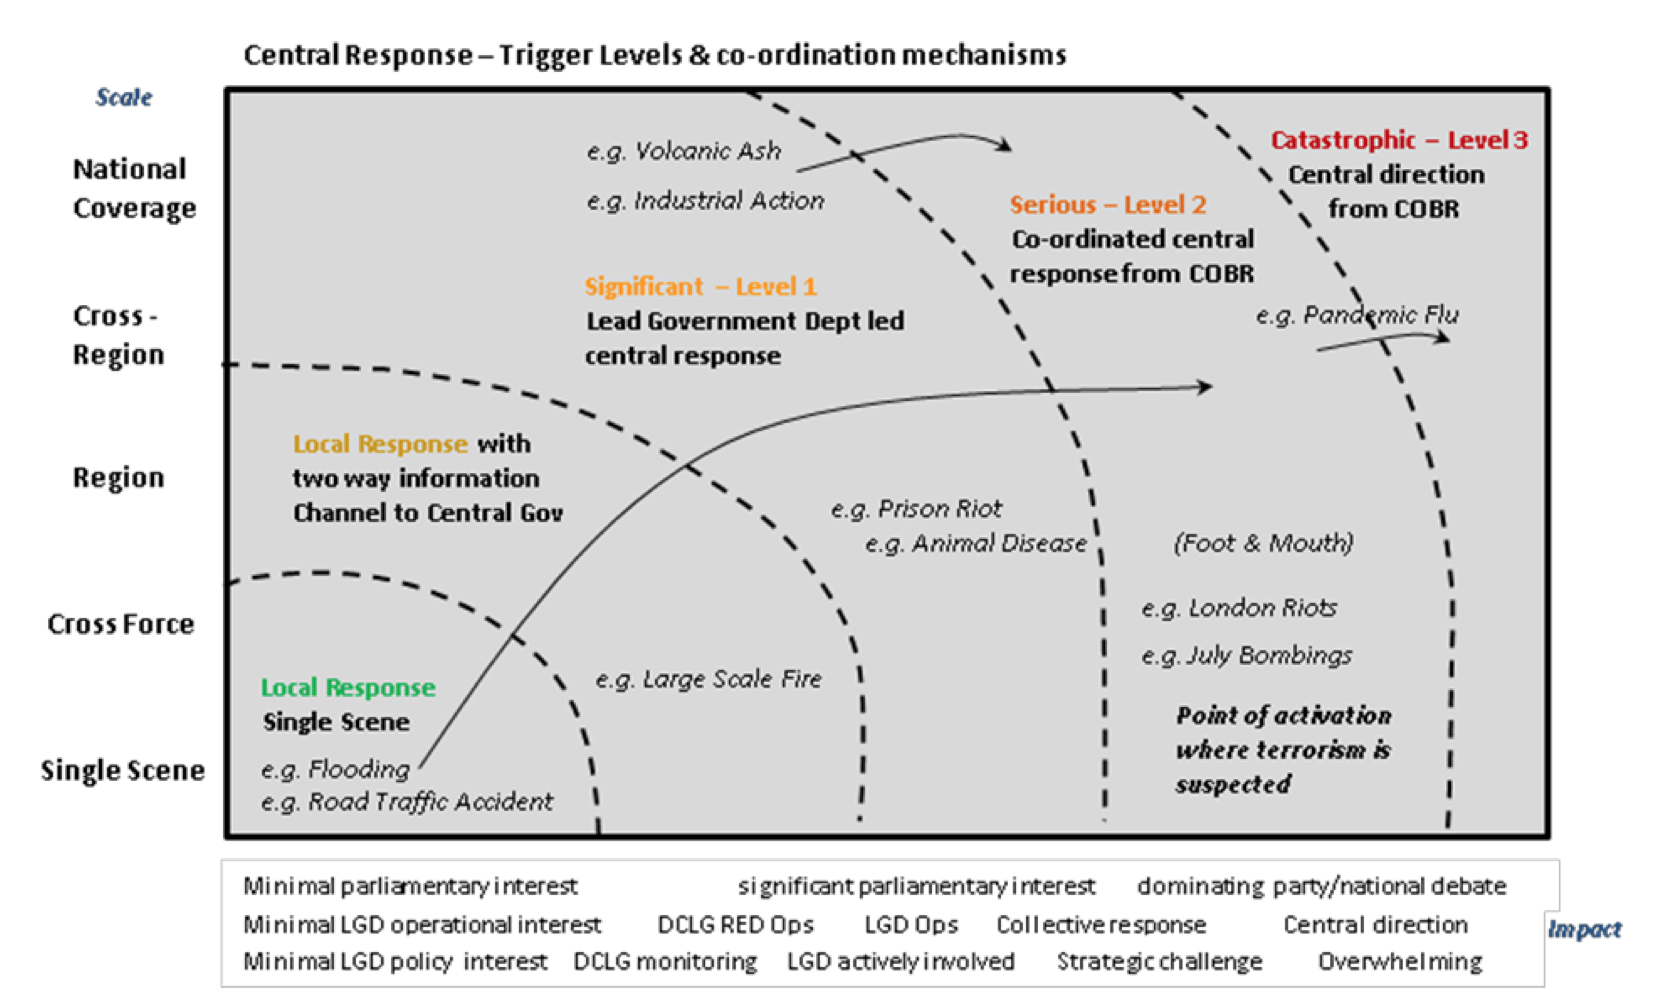 Central Response – Trigger Levels & co-ordination mechanisms
Scale
National
Coverage
Cross -
Region
Region
Cross Force
Single Scene
e.g. Volcanic Ash
e.g. Industrial Action
Catastrophic – Level 3
Central direction
from COBR
Serious – Level 2
Co-ordinated central
response from COBR
Significant – Level 1
Lead Government Dept led
central response
e.g. Pandemic Flu
Local Response with
two way information
Channel to Central Gov
e.g. Prison Riot
e.g. Animal Disease (Foot & Mouth)
e.g. London Riots
e.g. July Bombings
e.g. Large Scale Fire
Local Response
Single Scene
e.g. Flooding
e.g. Road Traffic Accident
Point of activation
where terrorism is
suspected
Minimal parliamentary interest significant parliamentary interest dominating party/national debate
Minimal LGD operational interest DCLG RED Ops LGD Ops Collective response Central direction
Minimal LGD policy interest DCLG monitoring LGD actively involved Strategic challenge Overwhelming
Impact